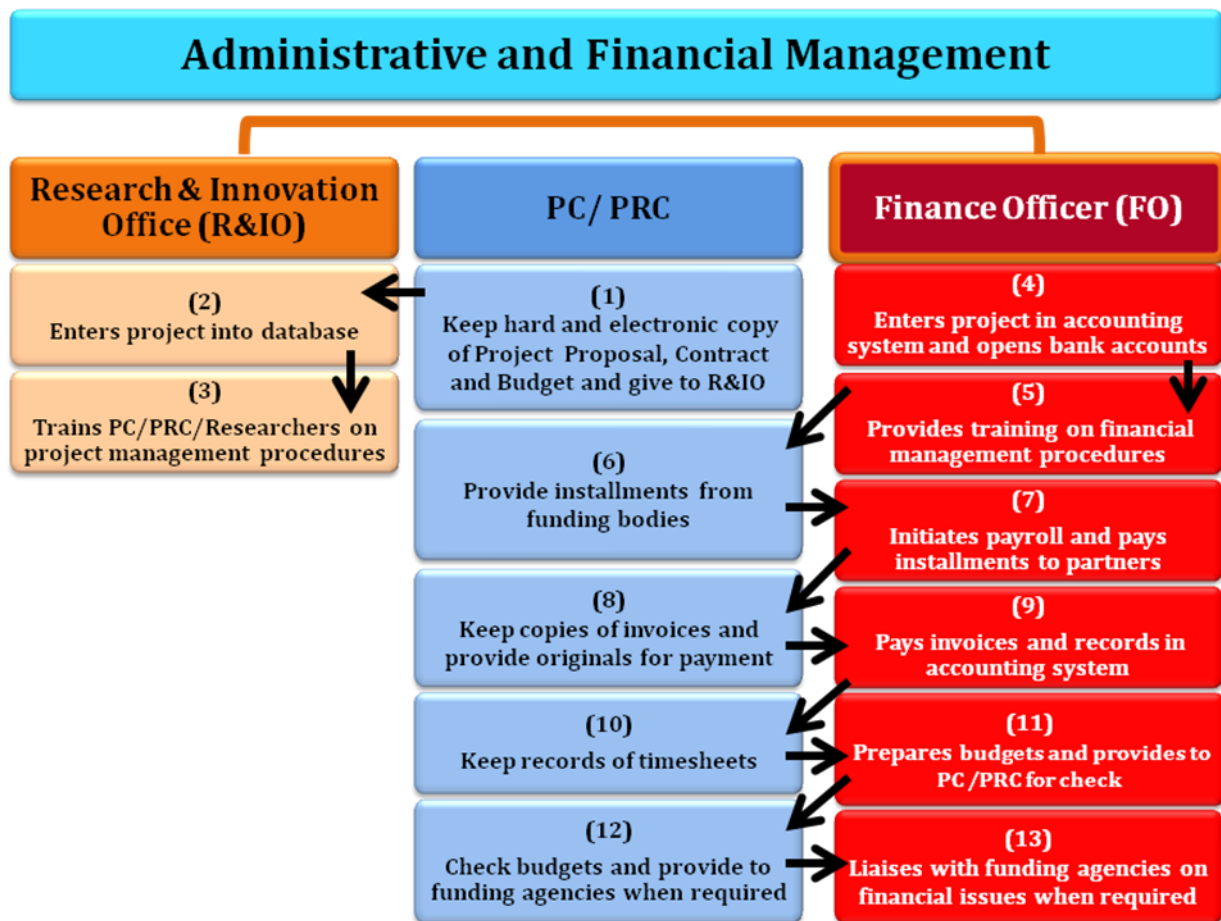 Administrative and Financial Management
Research & Innovation
Office (R&IO)
(2)
Enters project into database
(3)
Trains PC/PRC/Researchers on
project management procedures
PC/ PRC
(1)
Keep hard and electronic copy
of Project Proposal, Contract
and Budget and give to R&IO
(6)
Provide installments from
funding bodies
(8)
Keep copies of invoices and
provide originals for payment
(10)
Keep records of timesheets
(12)
Check budgets and provide to
funding agencies when required
Finance Officer (FO)
(4)
Enters project in accounting
system and opens bank accounts
(5)
Provides training on financial
management procedures
(7)
Initiates payroll and pays
installments to partners
(9)
Pays invoices and records in
accounting system
(11)
Prepares budgets and provides to
PC /PRC for check
(13)
Liaises with funding agencies on
financial issues when required